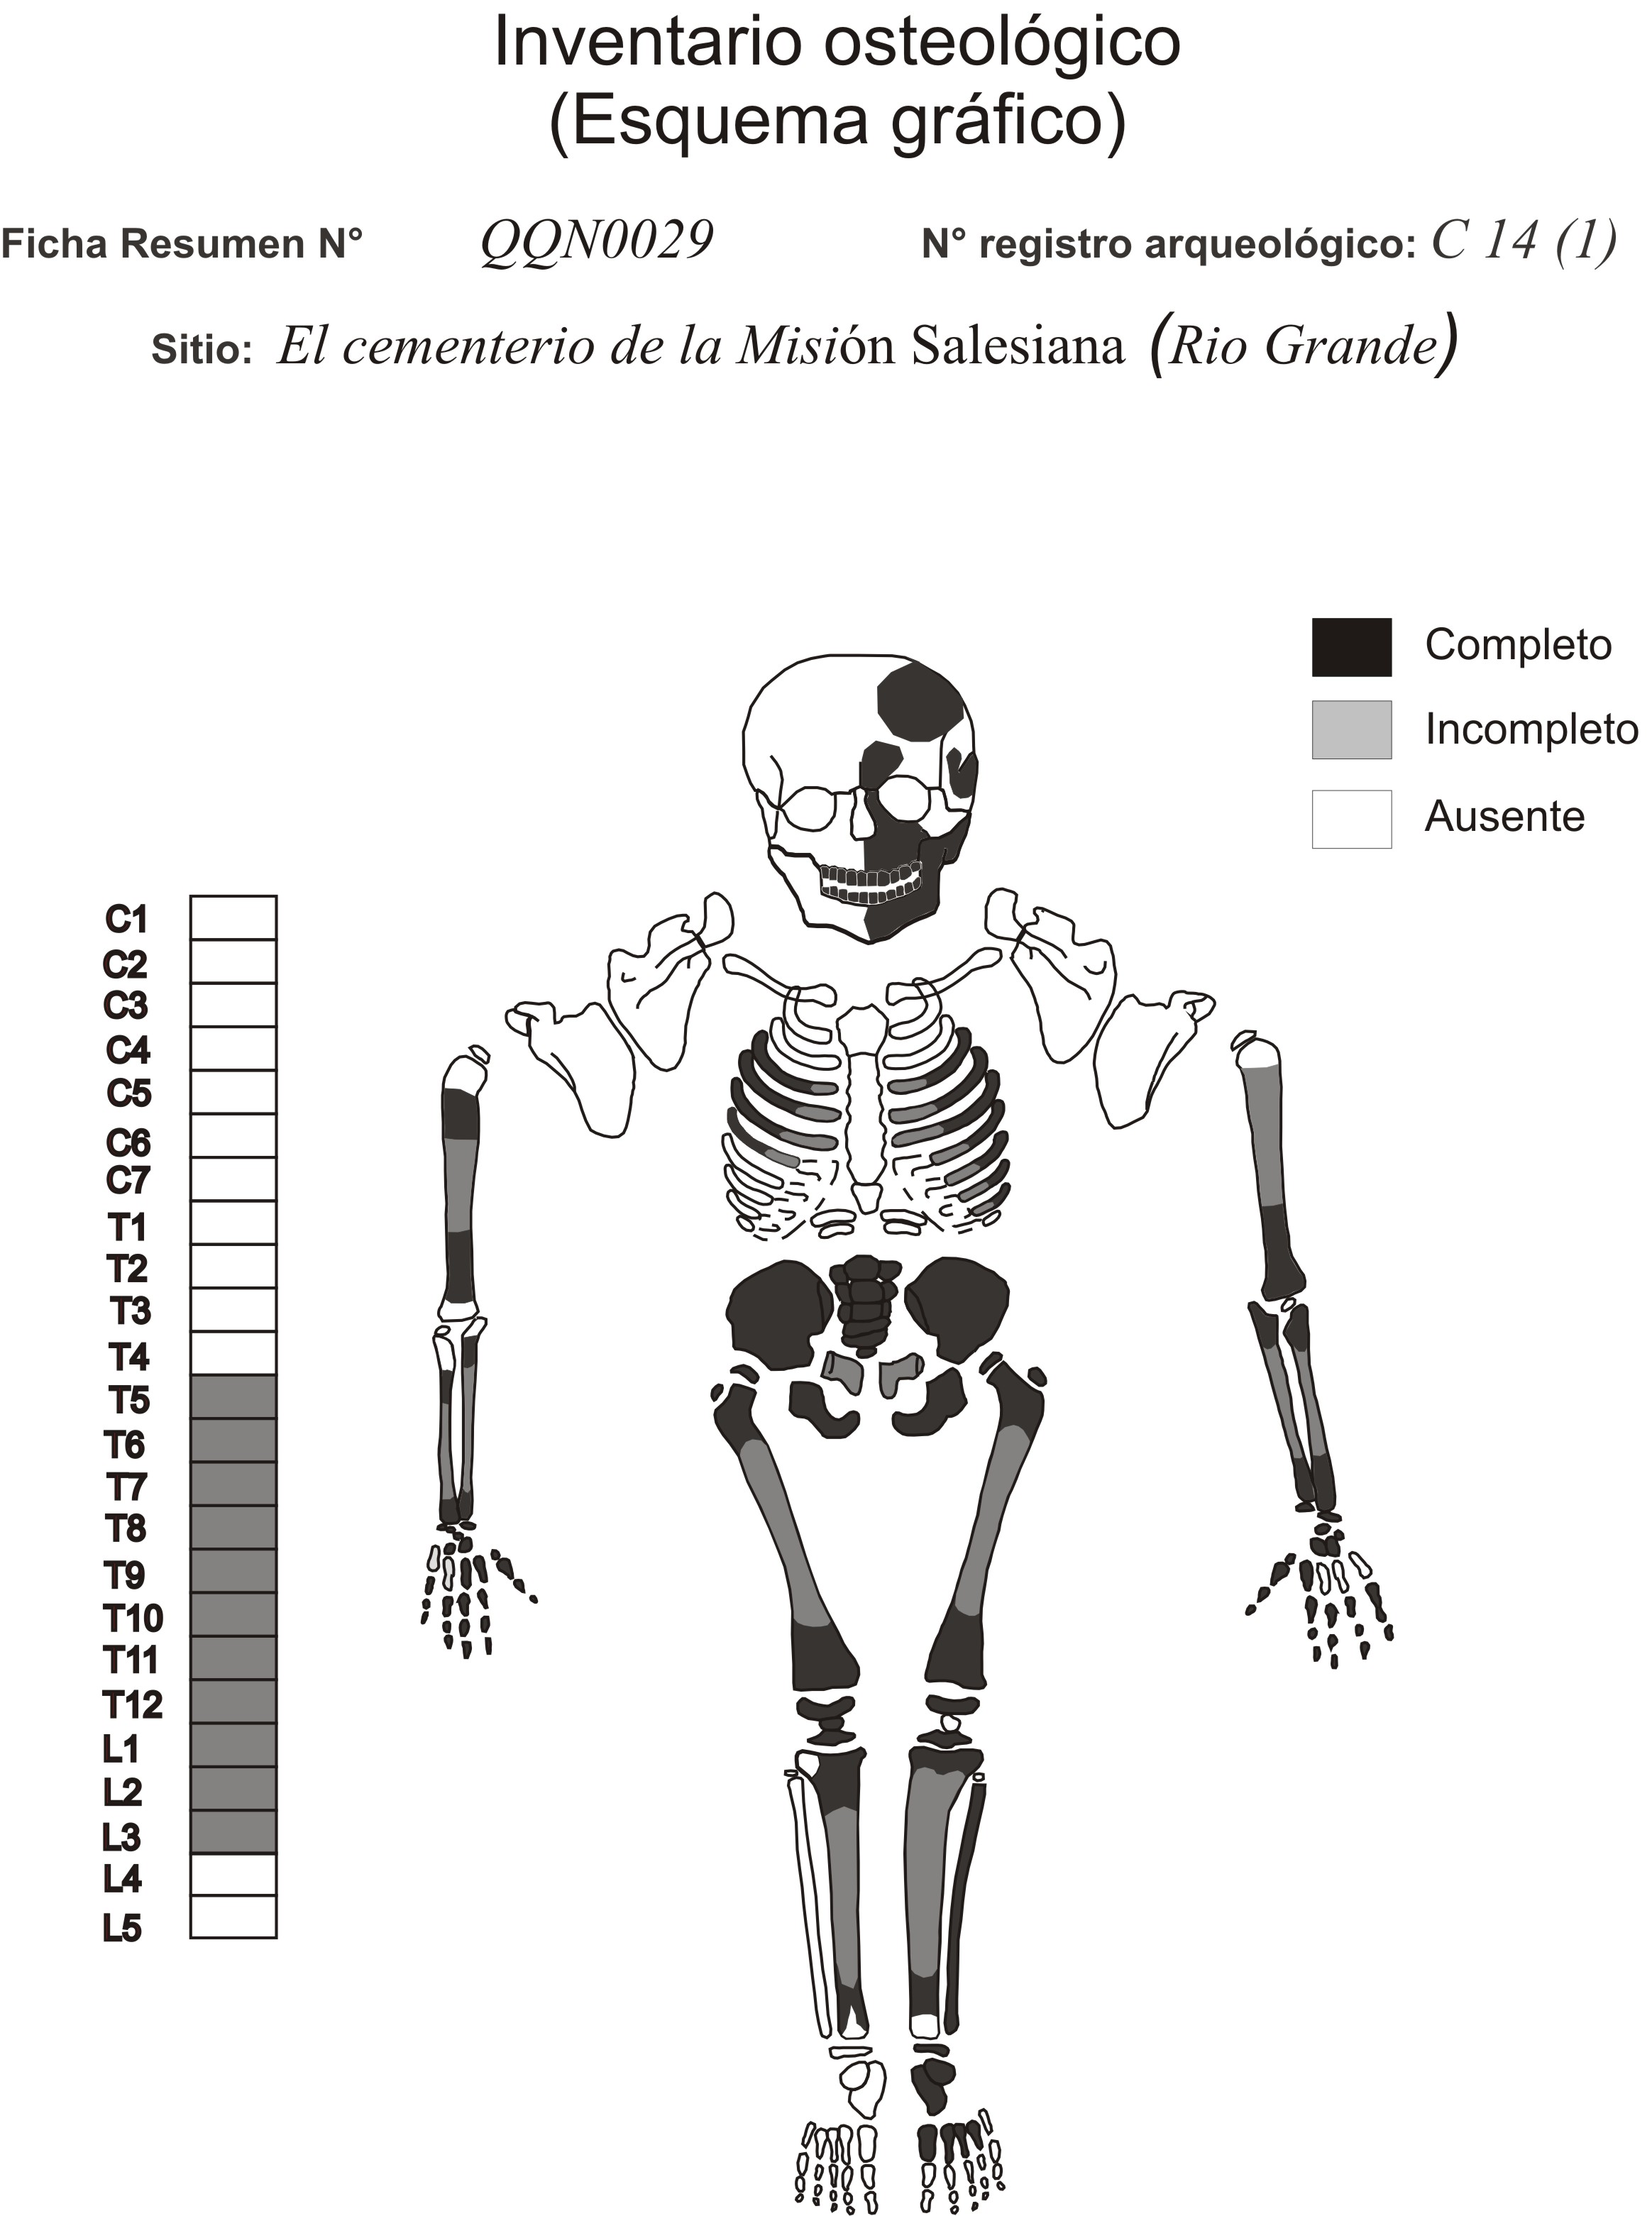 Inventario osteológico
(Esquema gráfico)
Ficha Resumen N° QQN0029 N° registro arqueológico: C 14 (1)
Sitio: El cementerio de la Misión Salesiana (Rio Grande)
Completo
Incompleto
Ausente
C1
C2
C3
C4
C5
C6
C7
T1
T2
T3
T4
T5
T6
T7
T8
T9
T10
T11
T12
L1
L2
L3
L4
L5